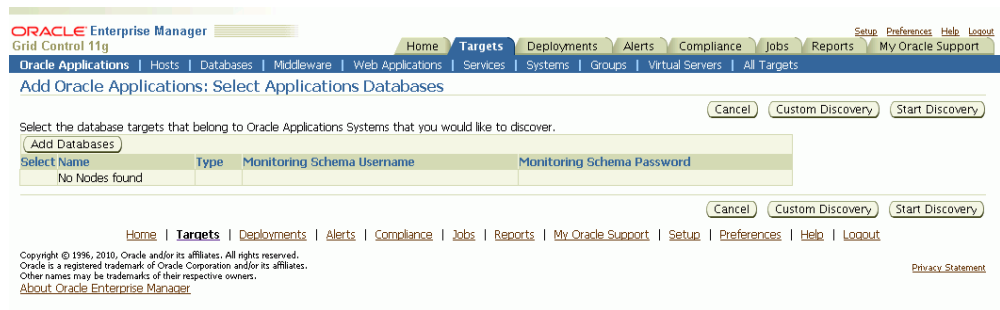 ORACLE Enterprise Manager
Grid Control 11g
Setup Preferences Help Logout
Home Targets Deployments Alerts Compliance Jobs Reports My Oracle Support
Oracle Applications | Hosts | Databases | Middleware | Web Applications | Services | Systems | Groups | Virtual Servers | All Targets
Add Oracle Applications: Select Applications Databases
Cancel Custom Discovery Start Discovery
Select the database targets that belong to Oracle Applications Systems that you would like to discover.
Add Databases
Select Name Type Monitoring Schema Username Monitoring Schema Password
No Nodes found
Cancel Custom Discovery Start Discovery
Home | Targets | Deployments | Alerts | Compliance | Jobs | Reports | My Oracle Support | Setup | Preferences | Help | Logout
Copyright © 1996, 2010, Oracle and/or its affiliates. All rights reserved.
Oracle is a registered trademark of Oracle Corporation and/or its affiliates.
Other names may be trademarks of their respective owners.
Privacy Statement
About Oracle Enterprise Manager